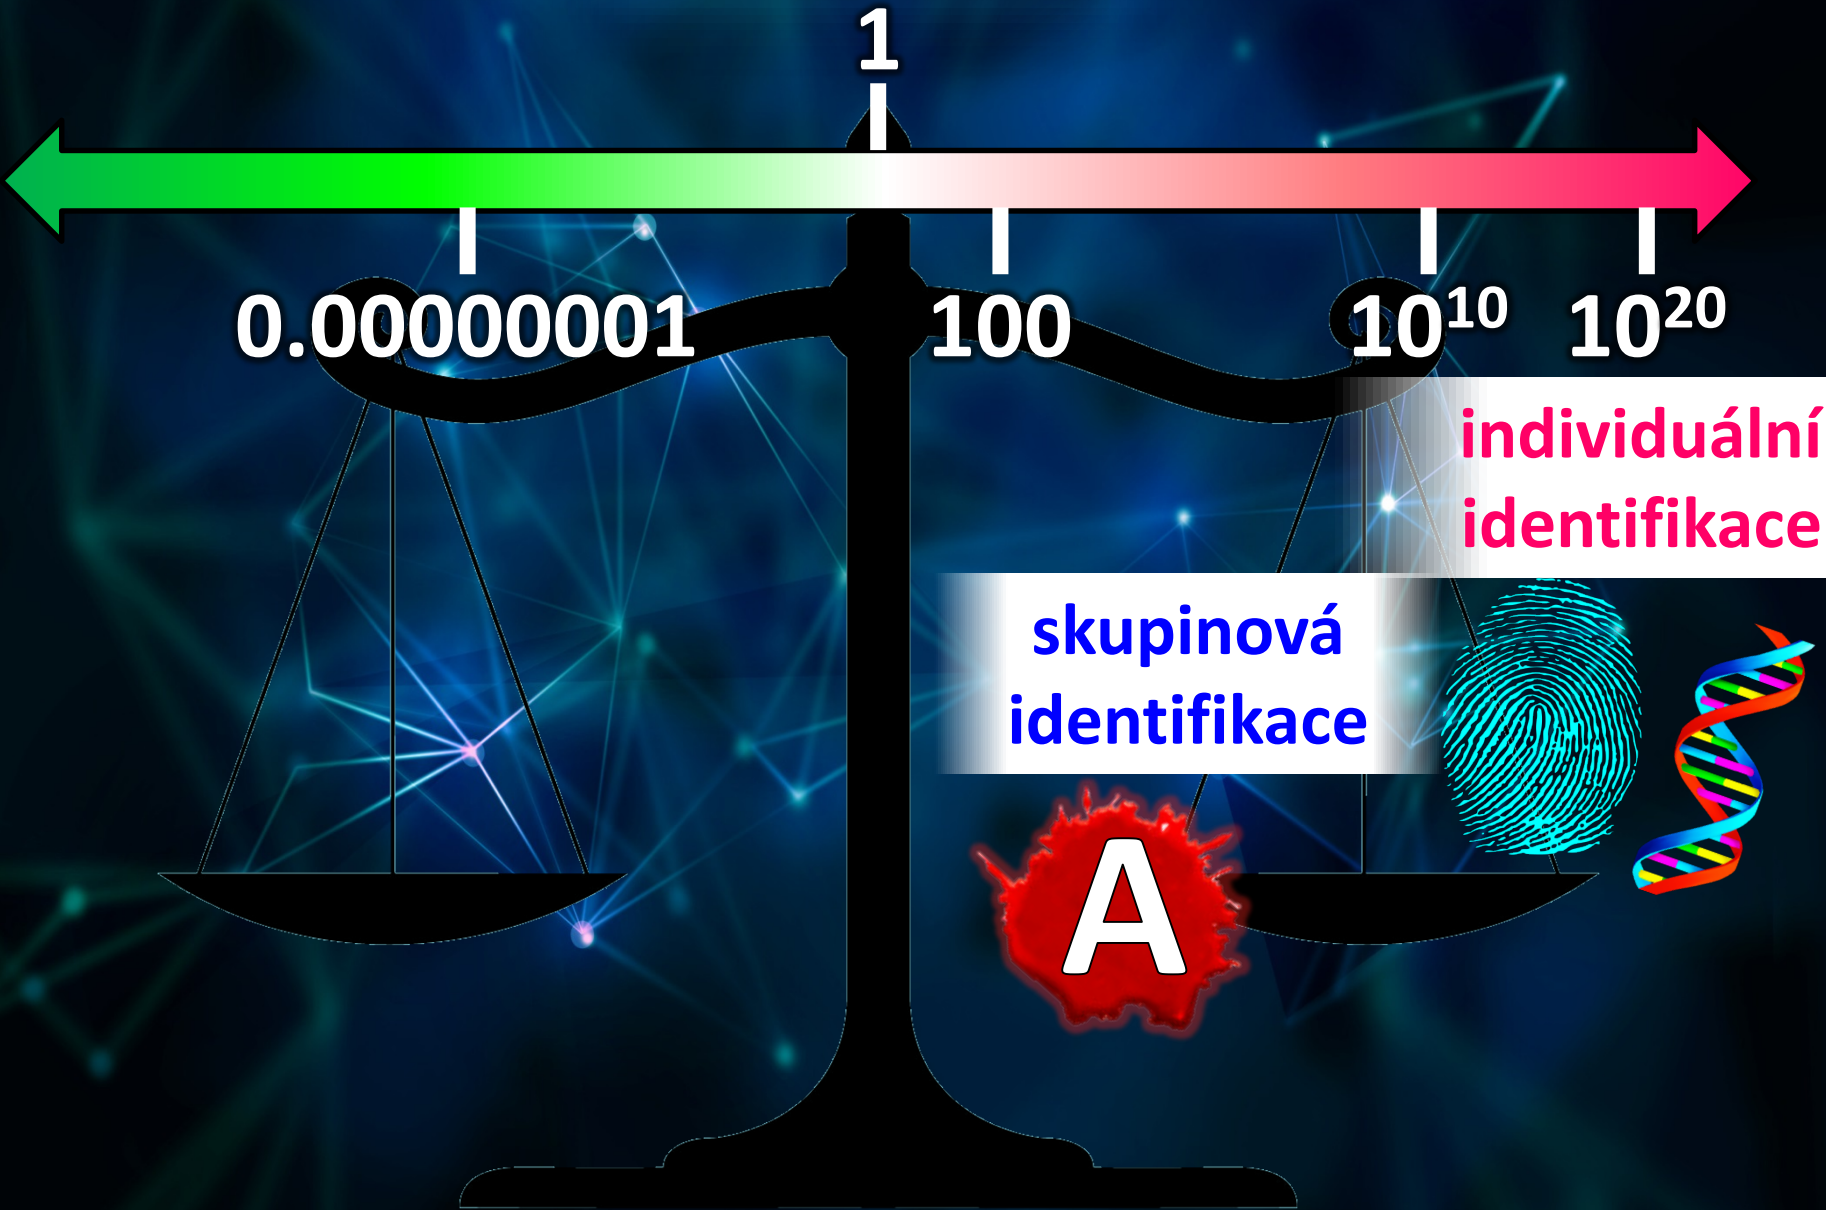 1
0.00000001 100 10¹⁰ 10²⁰
individuální
identifikace
skupinová
identifikace
A